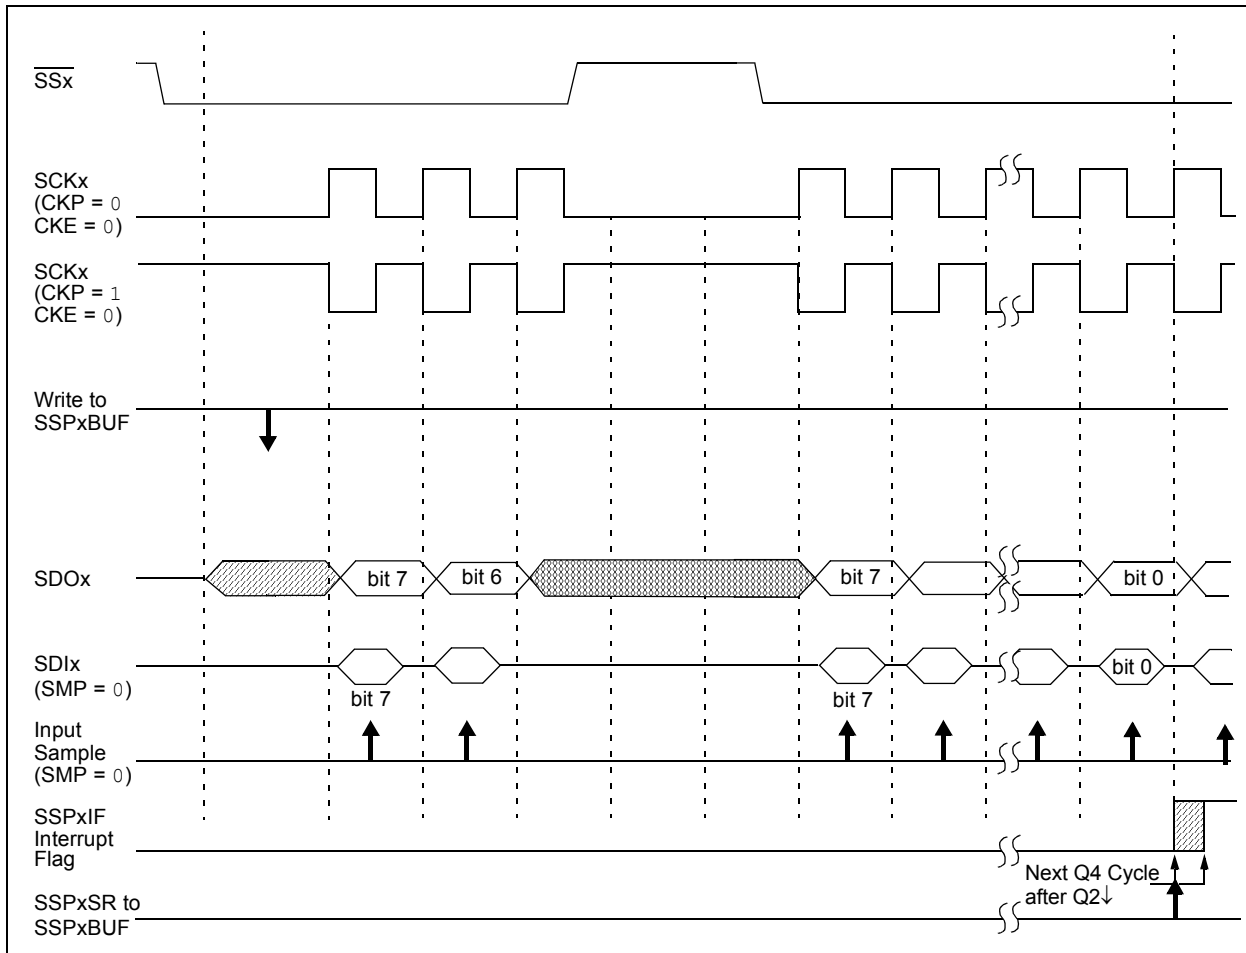 SSx
SCKx
(CKP = 0
CKE = 0)
SCKx
(CKP = 1
CKE = 0)
Write to
SSPxBUF
SDOx
bit 7
bit 6
bit 7
bit 0
SDIx
(SMP = 0)
bit 0
bit 7
bit 7
Input
Sample
(SMP = 0)
SSPxIF
Interrupt
Flag
Next Q4 Cycle
after Q2↓
SSPxSR to
SSPxBUF